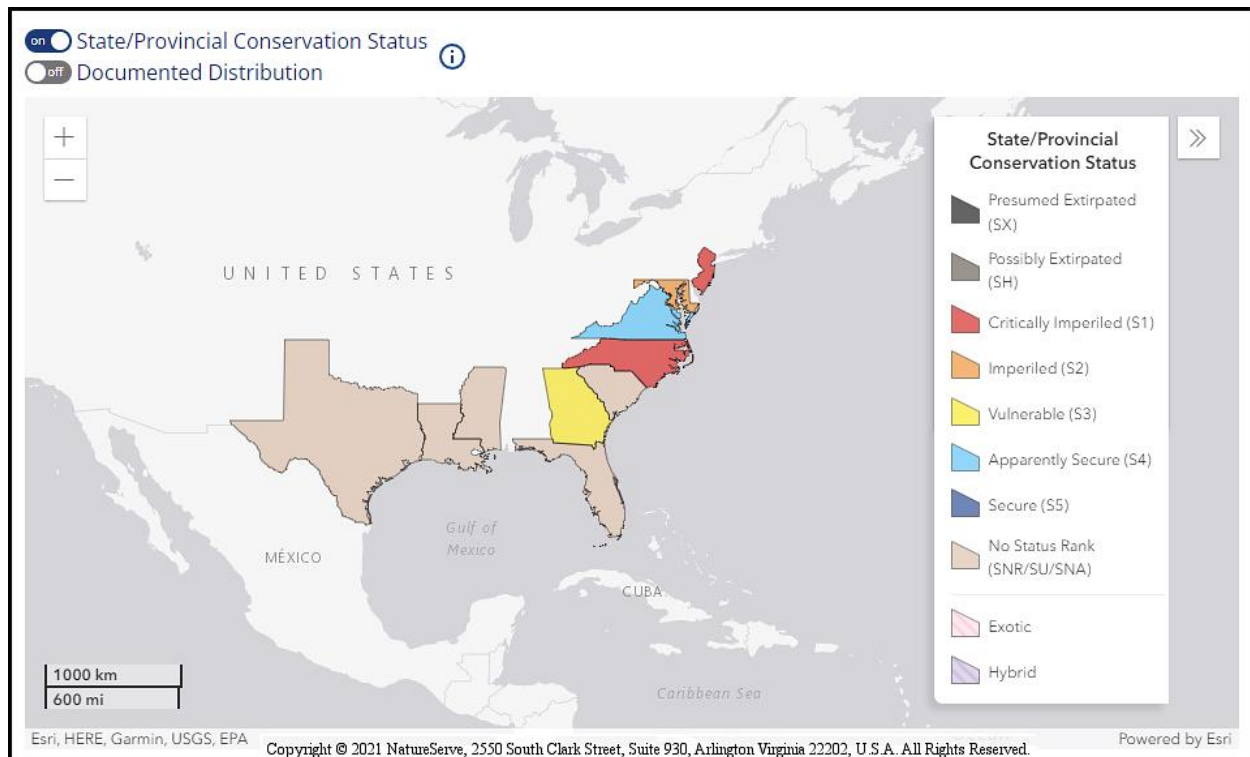 on State/Provincial Conservation Status
off Documented Distribution
i
+
−
State/Provincial
Conservation Status
Presumed Extirpated
(SX)
Possibly Extirpated
(SH)
Critically Imperiled (S1)
Imperiled (S2)
Vulnerable (S3)
Apparently Secure (S4)
Secure (S5)
No Status Rank
(SNR/SU/SNA)
Exotic
Hybrid
UNITED STATES
Gulf of
Mexico
MÉXICO
CUBA
Caribbean Sea
1000 km
600 mi
Esri, HERE, Garmin, USGS, EPA
Copyright © 2021 NatureServe, 2550 South Clark Street, Suite 930, Arlington Virginia 22202, U.S.A. All Rights Reserved.
Powered by Esri